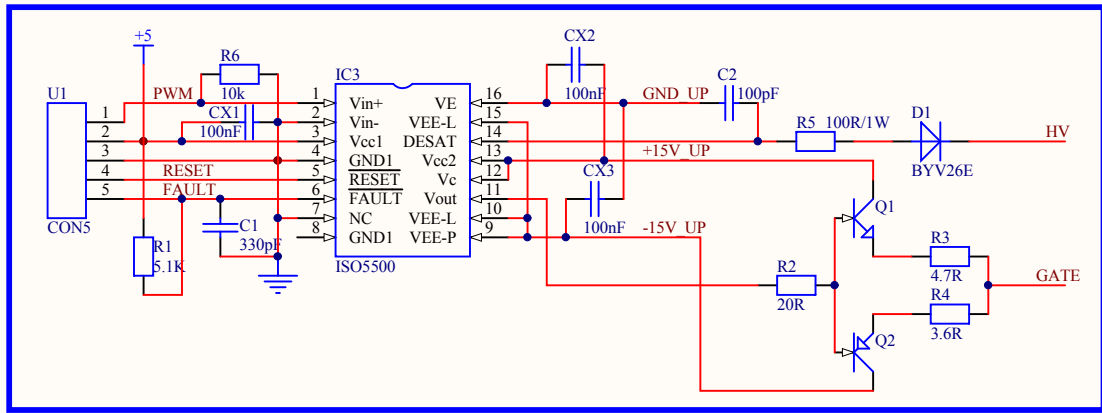 +5
R6
10k
U1
1
2
3
4
5
CON5
PWM
CX1
100nF
RESET
FAULT
R1
5.1K
C1
330pF
IC3
1 Vin+ VE 16
2 Vin- VEE-L 15
3 Vcc1 DESAT 14
4 GND1 Vcc2 13
5 RESET Vc 12
6 FAULT Vout 11
7 NC VEE-L 10
8 GND1 VEE-P 9
ISO5500
CX2
100nF
GND_UP
C2
100pF
R5 100R/1W
D1
BYV26E
HV
+15V_UP
CX3
100nF
-15V_UP
Q1
R2
20R
R3
4.7R
R4
3.6R
GATE
Q2